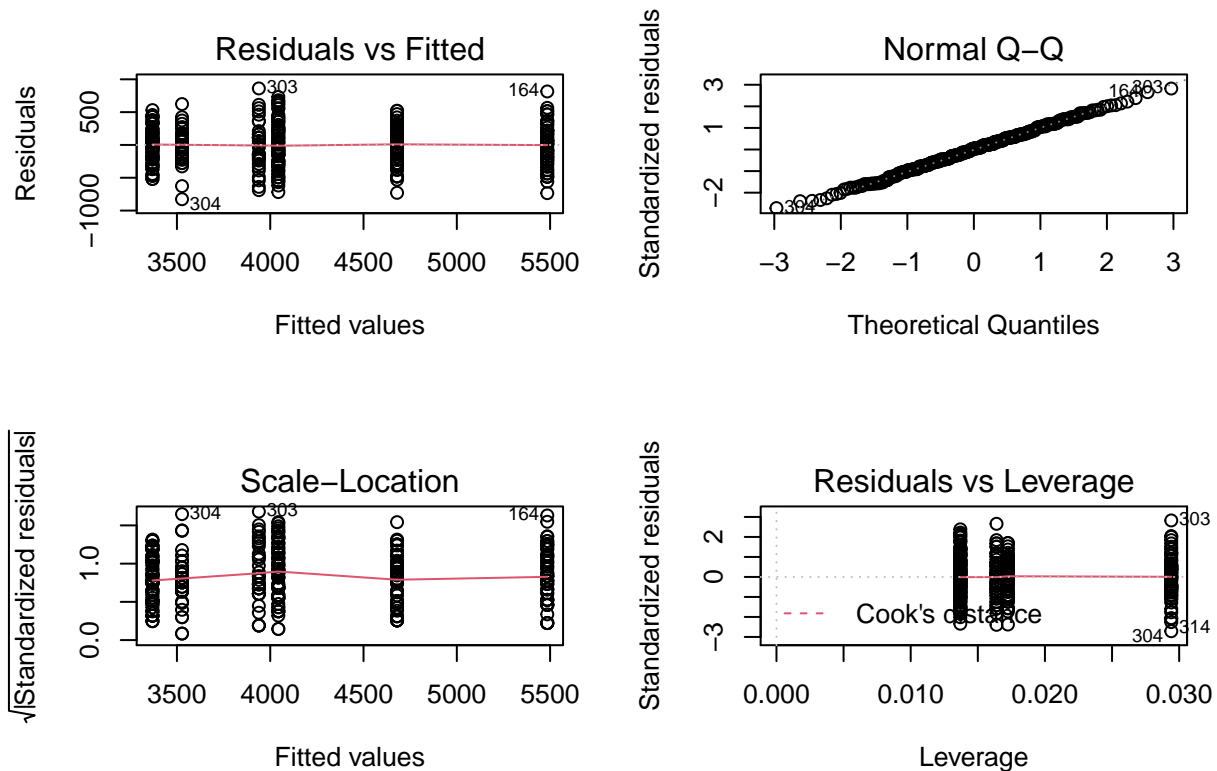 Residuals vs Fitted
Residuals
500
−1000
303
164
304
3500 4000 4500 5000 5500
Fitted values
Normal Q−Q
Standardized residuals
3
1
−2
303
164
304
−3 −2 −1 0 1 2 3
Theoretical Quantiles
Scale−Location
√|Standardized residuals|
1.0
0.0
304
303
164
3500 4000 4500 5000 5500
Fitted values
Residuals vs Leverage
Standardized residuals
2
0
−3
303
Cook's distance
314
304
0.000 0.010 0.020 0.030
Leverage